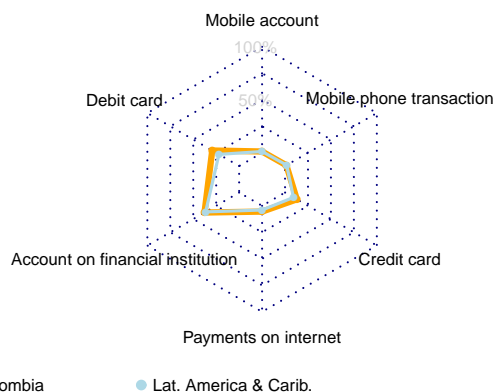 Mobile account
100%
Debit card
50%
Mobile phone transaction
Account on financial institution
Credit card
Payments on internet
ombia
Lat. America & Carib.